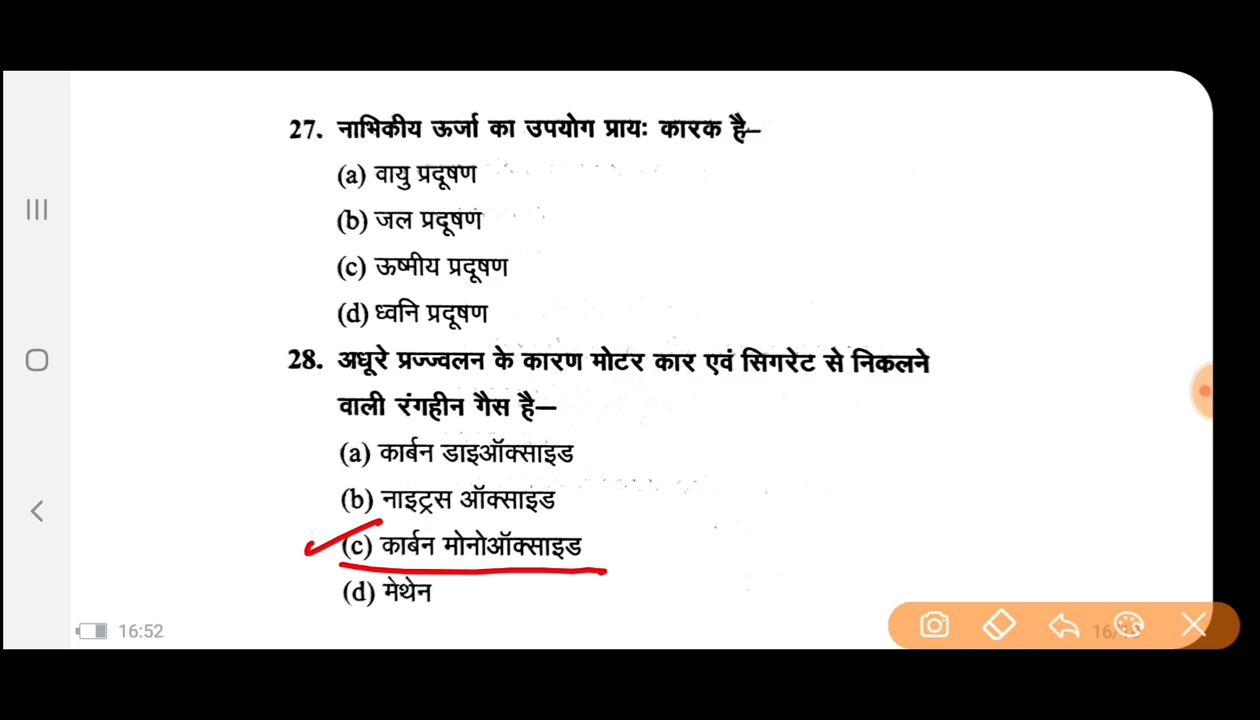 27. नाभिकीय ऊर्जा का उपयोग प्रायः कारक है–
(a) वायु प्रदूषण
(b) जल प्रदूषण
(c) ऊष्मीय प्रदूषण
(d) ध्वनि प्रदूषण
28. अधूरे प्रज्ज्वलन के कारण मोटर कार एवं सिगरेट से निकलने
वाली रंगहीन गैस है–
(a) कार्बन डाइऑक्साइड
(b) नाइट्रस ऑक्साइड
(c) कार्बन मोनोऑक्साइड
(d) मेथेन
16:52